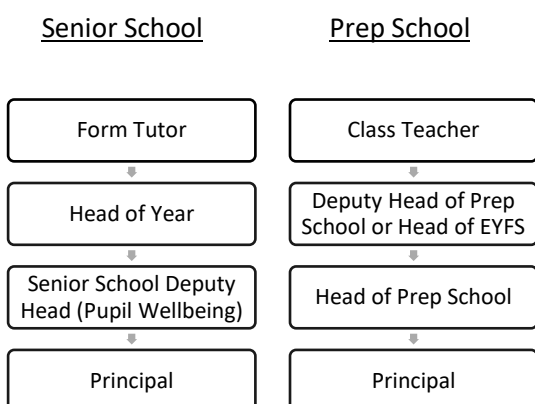 Senior School
Form Tutor
Head of Year
Senior School Deputy
Head (Pupil Wellbeing)
Principal
Prep School
Class Teacher
Deputy Head of Prep
School or Head of EYFS
Head of Prep School
Principal